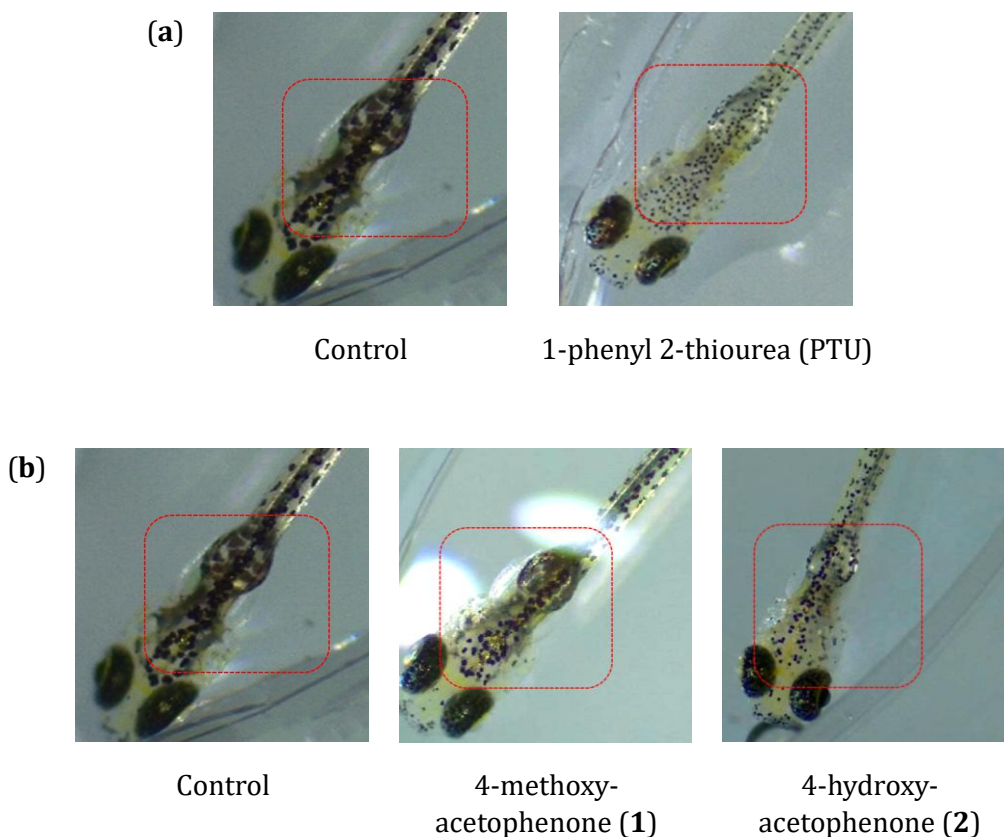 (a)
Control
1-phenyl 2-thiourea (PTU)
(b)
Control
4-methoxy-
acetophenone (1)
4-hydroxy-
acetophenone (2)